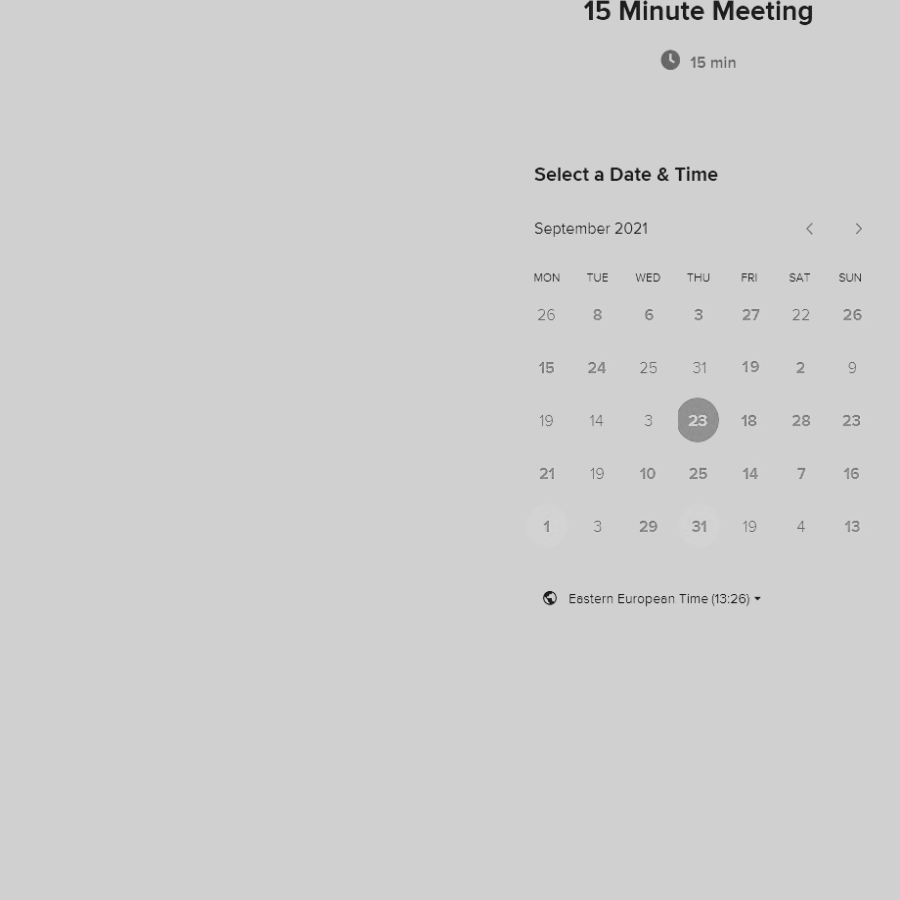 15 Minute Meeting
15 min
Select a Date & Time
September 2021
MON TUE WED THU FRI SAT SUN
26 8 6 3 27 22 26
15 24 25 31 19 2 9
19 14 3 23 18 28 23
21 19 10 25 14 7 16
1 3 29 31 19 4 13
Eastern European Time (13:26)